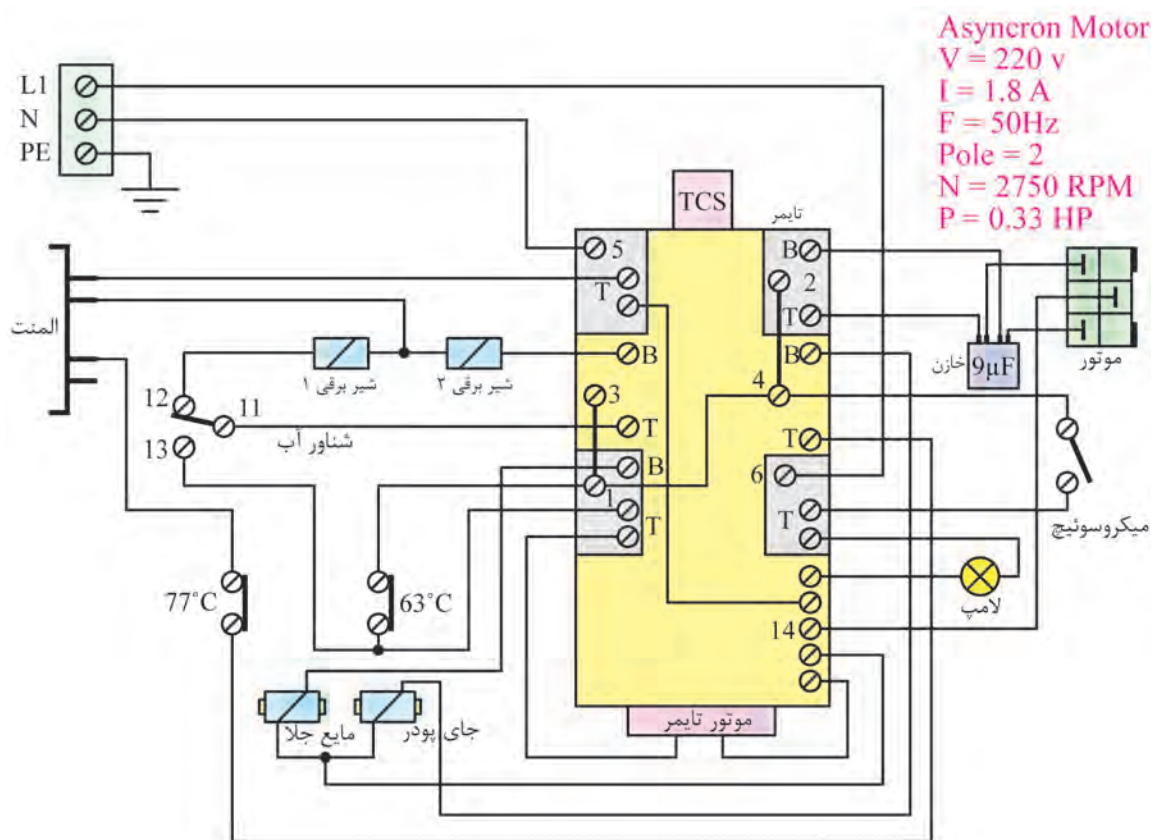 Asyncron Motor
V = 220 v
I = 1.8 A
F = 50Hz
Pole = 2
N = 2750 RPM
P = 0.33 HP
L1
N
PE
TCS
تایمر
5
B
2
T
T
المنت
شیر برقی ۱
شیر برقی ۲
B
B
خازن
9µF
موتور
12
11
3
4
13
شناور آب
T
T
B
6
1
T
T
میکروسوئیچ
77°C
63°C
لامپ
14
مایع جلا
جای پودر
موتور تایمر